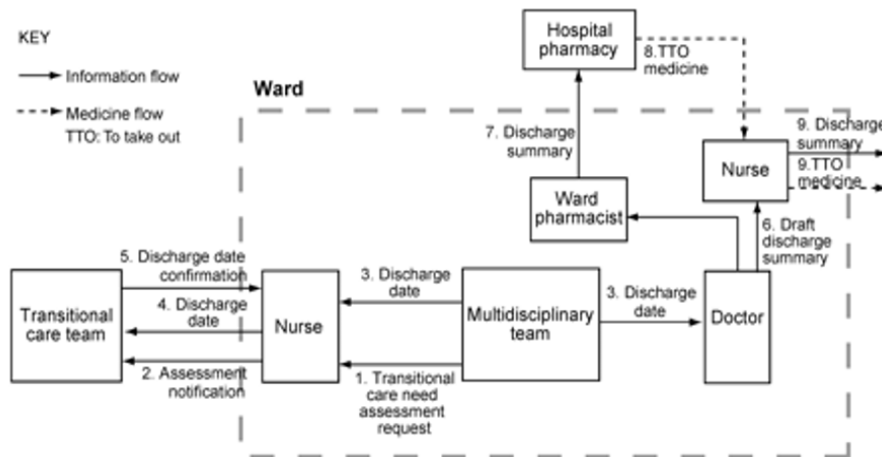 KEY
Information flow
Medicine flow
TTO: To take out
Ward
Hospital
pharmacy
8.TTO
medicine
7. Discharge
summary
Ward
pharmacist
Nurse
9. Discharge
summary
9.TTO
medicine
6. Draft
discharge
summary
5. Discharge date
confirmation
Transitional
care team
4. Discharge
date
2. Assessment
notification
Nurse
3. Discharge
date
1. Transitional
care need
assessment
request
Multidisciplinary
team
3. Discharge
date
Doctor